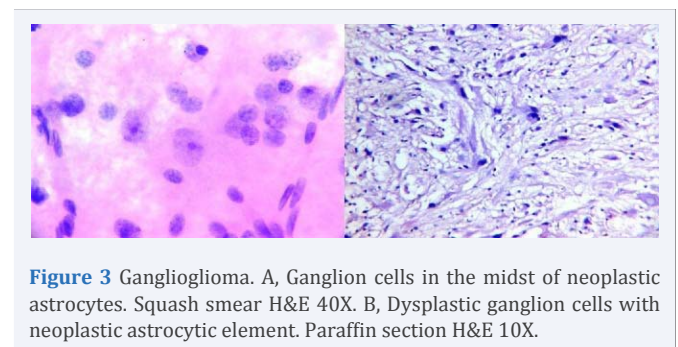 Figure 3 Ganglioglioma. A, Ganglion cells in the midst of neoplastic
astrocytes. Squash smear H&E 40X. B, Dysplastic ganglion cells with
neoplastic astrocytic element. Paraffin section H&E 10X.